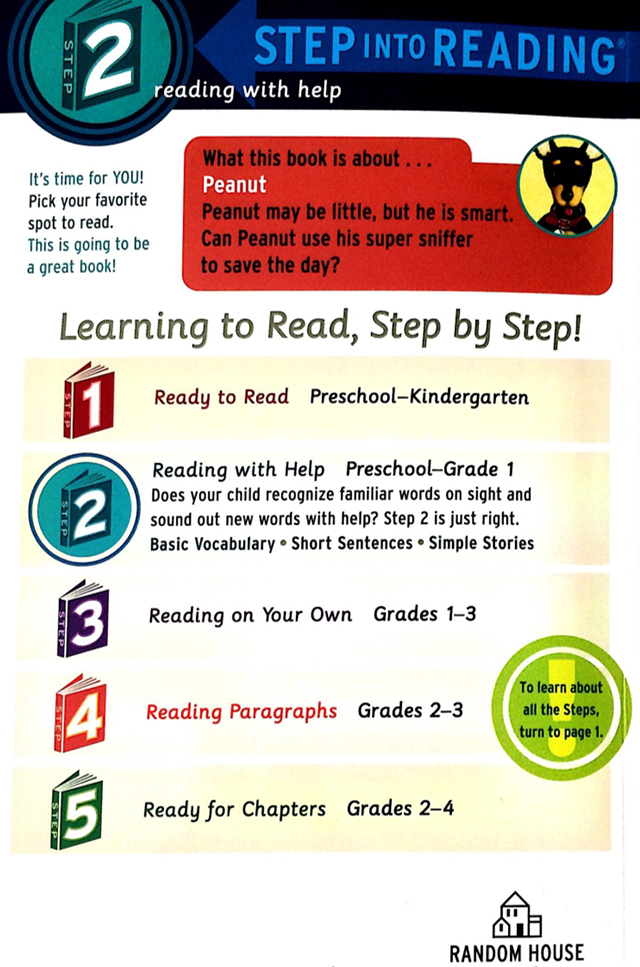 STEP 2
STEP INTO READING®
reading with help
It's time for YOU!
Pick your favorite
spot to read.
This is going to be
a great book!
What this book is about . . .
Peanut
Peanut may be little, but he is smart.
Can Peanut use his super sniffer
to save the day?
Learning to Read, Step by Step!
STEP 1
Ready to Read Preschool–Kindergarten
STEP 2
Reading with Help Preschool–Grade 1
Does your child recognize familiar words on sight and
sound out new words with help? Step 2 is just right.
Basic Vocabulary • Short Sentences • Simple Stories
STEP 3
Reading on Your Own Grades 1–3
STEP 4
Reading Paragraphs Grades 2–3
!
To learn about
all the Steps,
turn to page 1.
STEP 5
Ready for Chapters Grades 2–4
RANDOM HOUSE